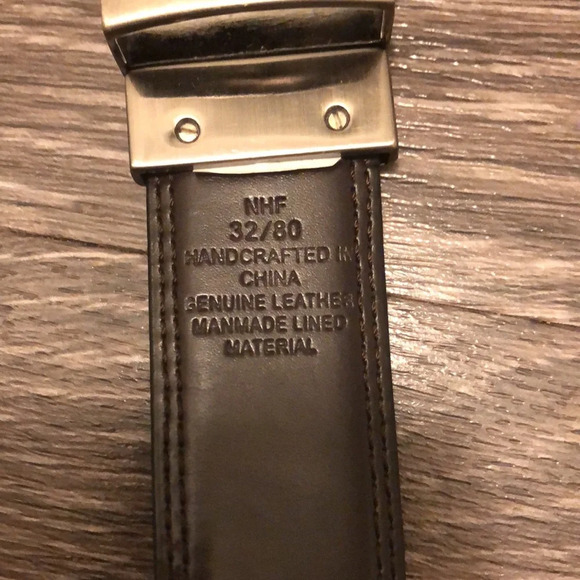 NHF
32/80
HANDCRAFTED IN
CHINA
GENUINE LEATHER
MANMADE LINED
MATERIAL